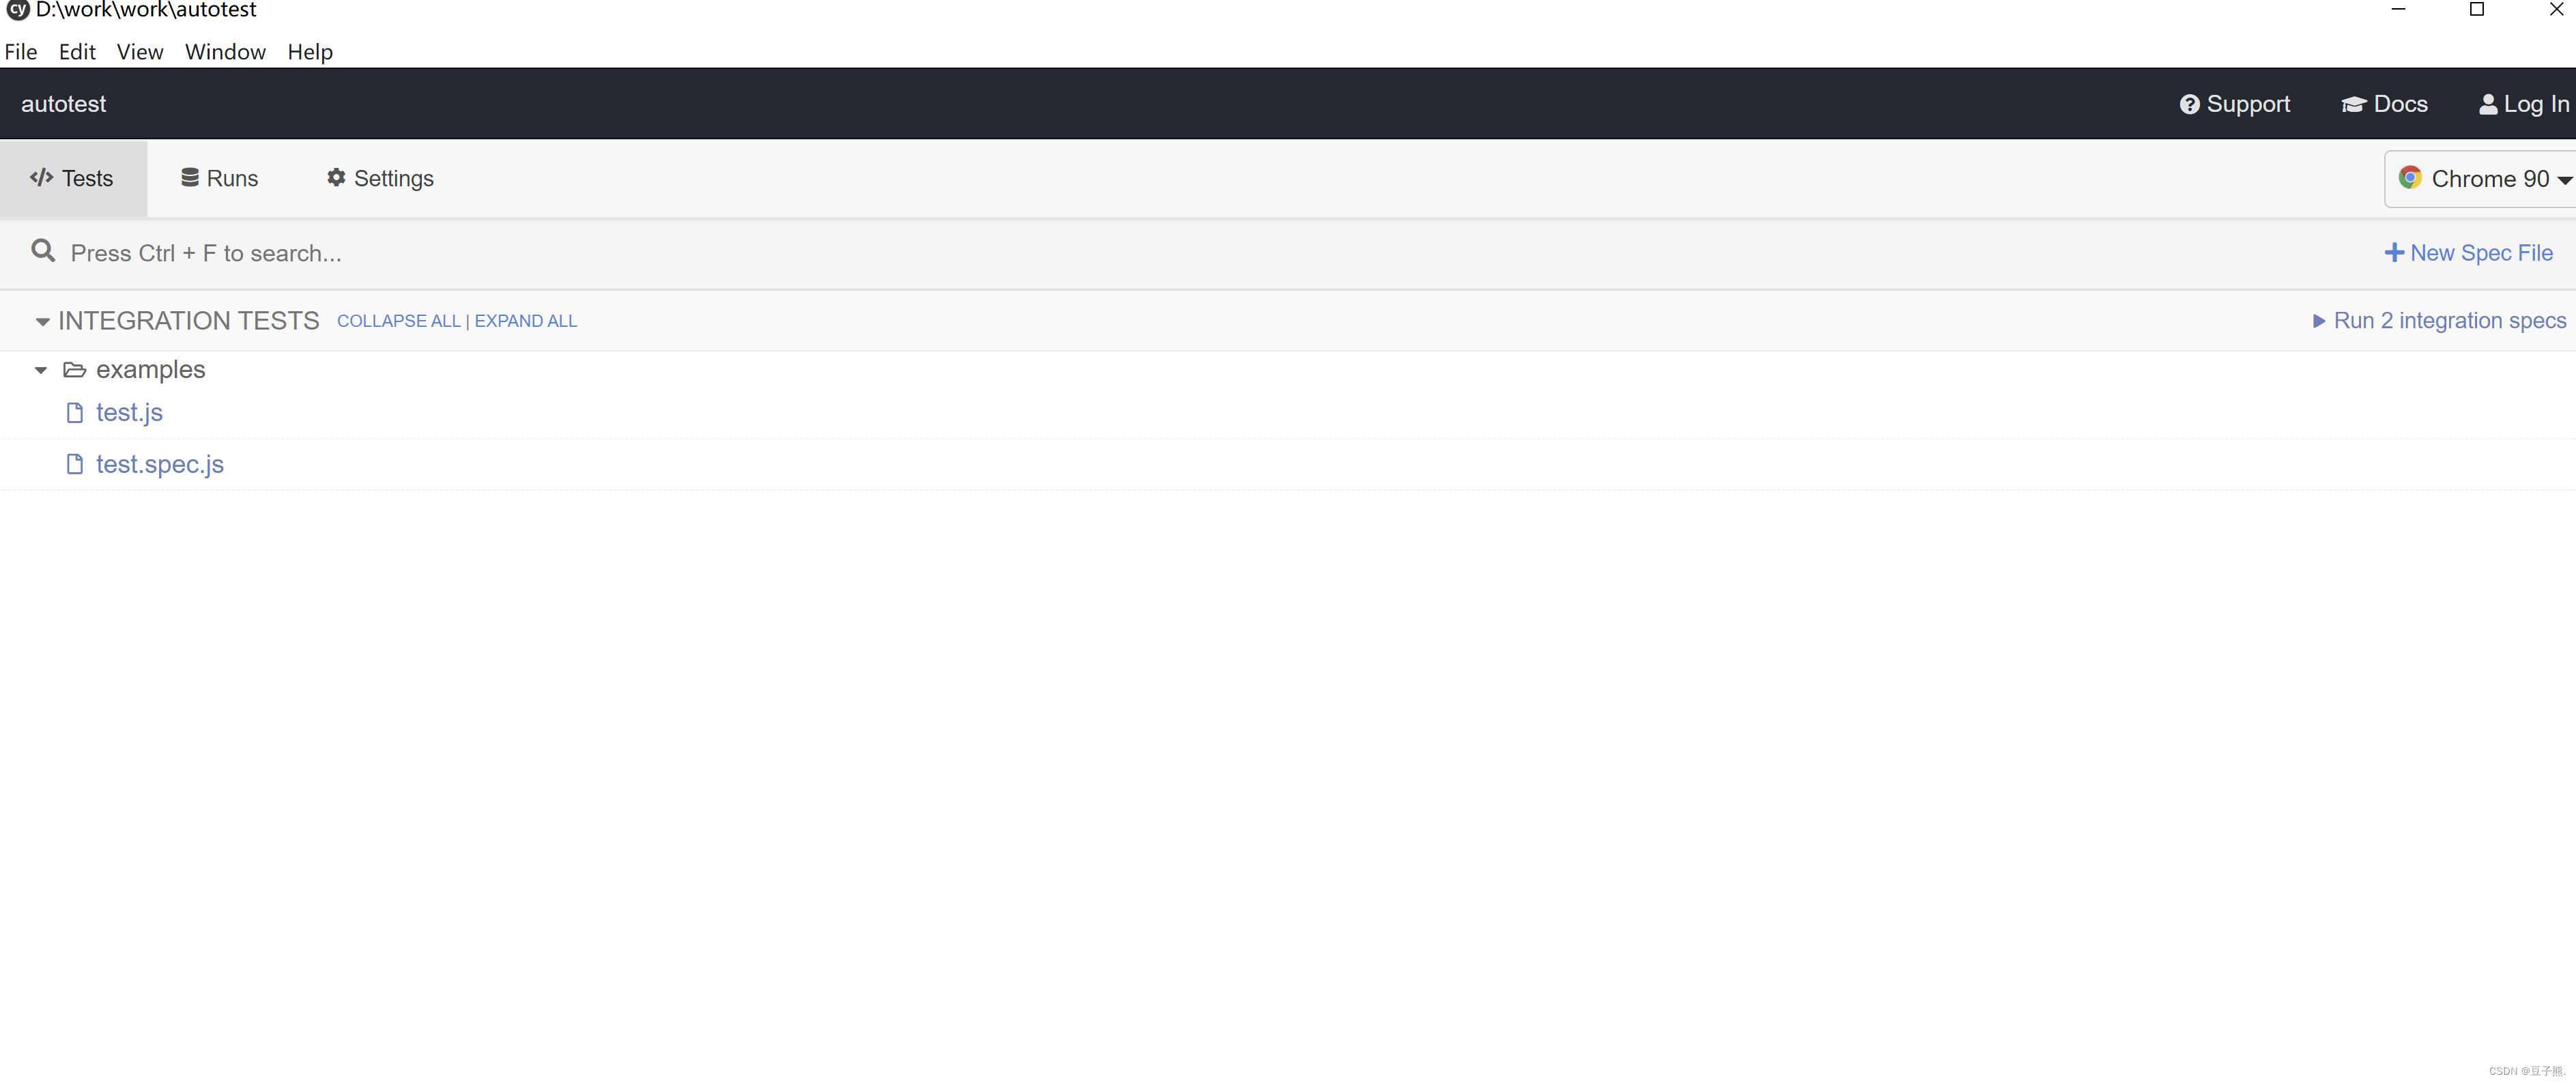 cy D:\work\work\autotest
File Edit View Window Help
autotest Support Docs Log In
Tests Runs Settings Chrome 90
Press Ctrl + F to search... New Spec File
INTEGRATION TESTS COLLAPSE ALL | EXPAND ALL Run 2 integration specs
examples
test.js
test.spec.js
CSDN @豆子熊.